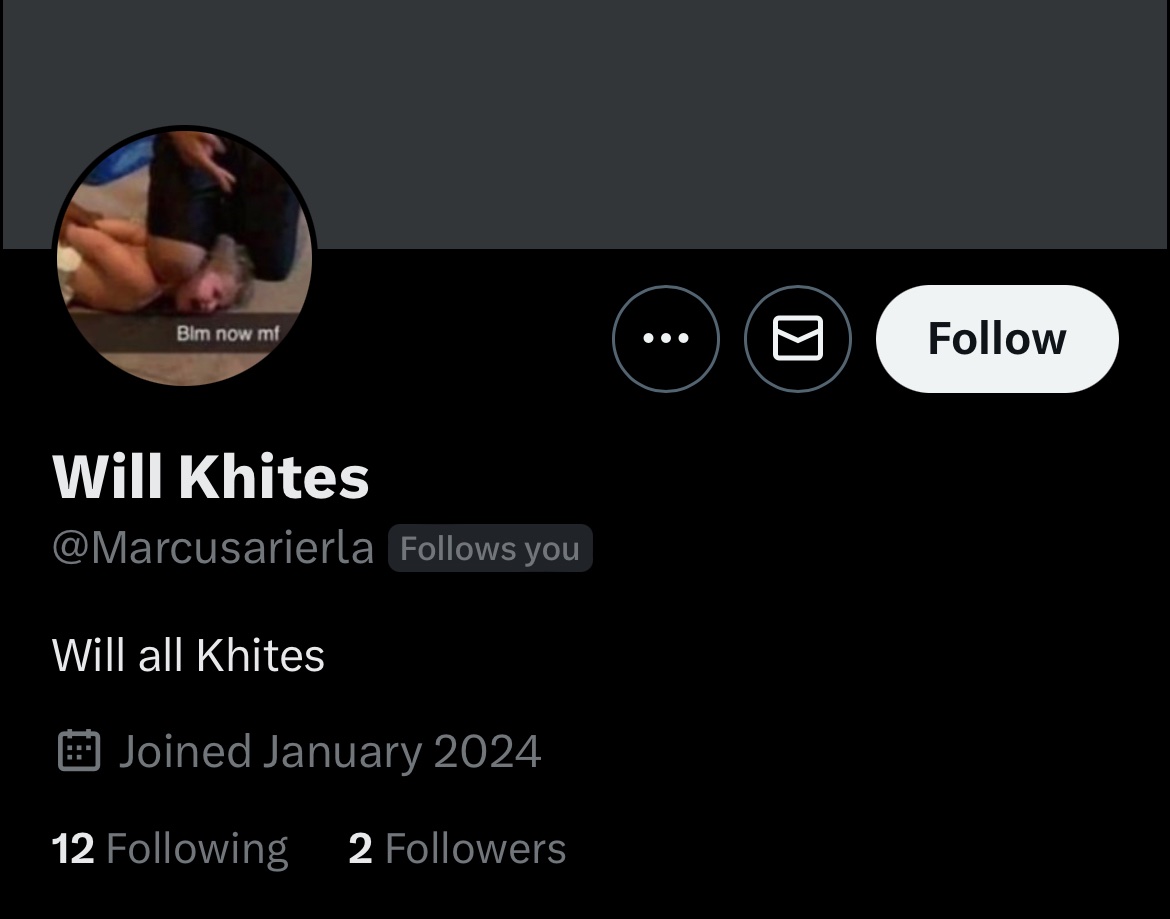 Blm now mf
Follow
Will Khites
@Marcusarierla Follows you
Will all Khites
Joined January 2024
12 Following 2 Followers